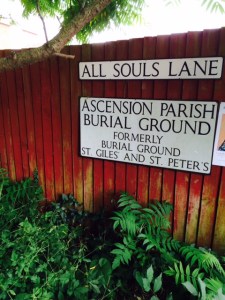 ALL SOULS LANE
ASCENSION PARISH
BURIAL GROUND
FORMERLY
BURIAL GROUND
ST. GILES' AND ST. PETER'S